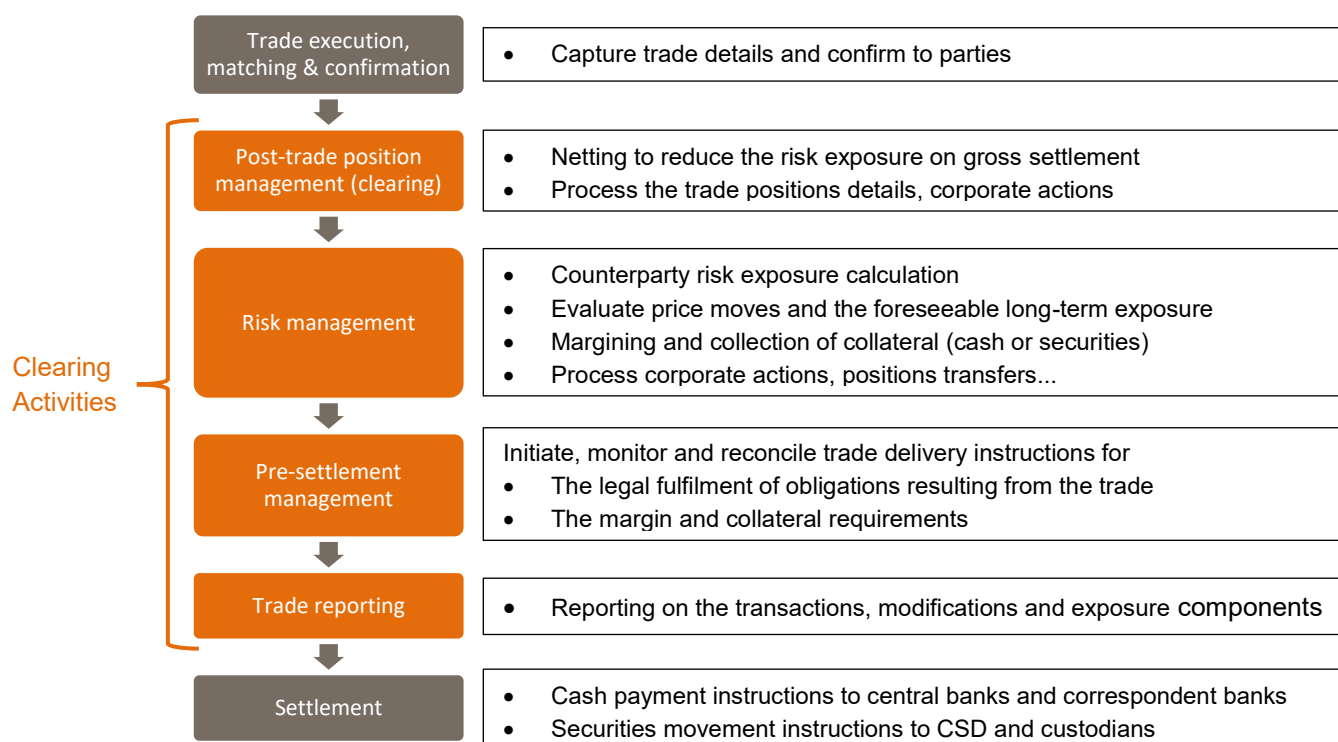 Trade execution,
matching & confirmation
• Capture trade details and confirm to parties
Clearing
Activities
Post-trade position
management (clearing)
• Netting to reduce the risk exposure on gross settlement
• Process the trade positions details, corporate actions
Risk management
• Counterparty risk exposure calculation
• Evaluate price moves and the foreseeable long-term exposure
• Margining and collection of collateral (cash or securities)
• Process corporate actions, positions transfers...
Pre-settlement
management
Initiate, monitor and reconcile trade delivery instructions for
• The legal fulfilment of obligations resulting from the trade
• The margin and collateral requirements
Trade reporting
• Reporting on the transactions, modifications and exposure components
Settlement
• Cash payment instructions to central banks and correspondent banks
• Securities movement instructions to CSD and custodians